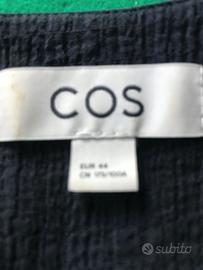 COS
EUR 44
CN 175/100A
subito